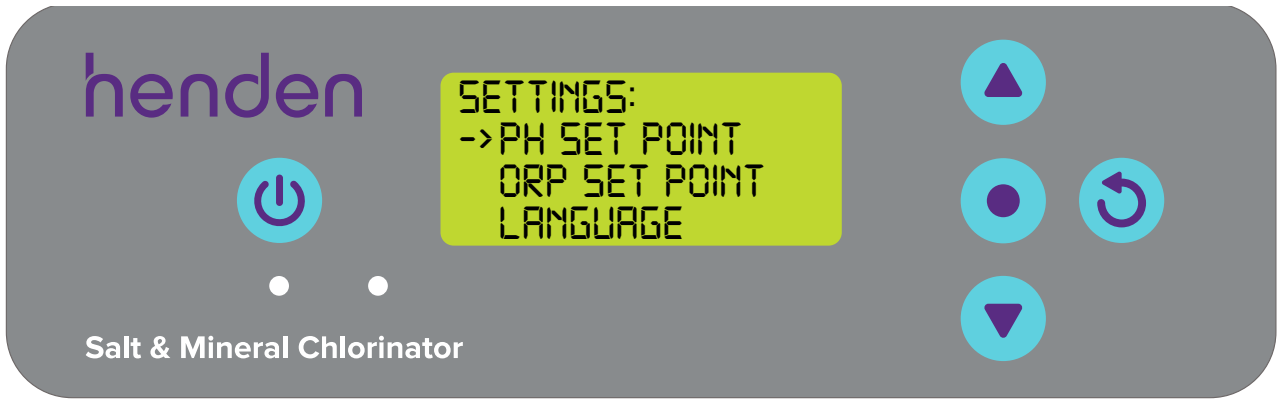 henden
SETTINGS:
->PH SET POINT
ORP SET POINT
LANGUAGE
Salt & Mineral Chlorinator